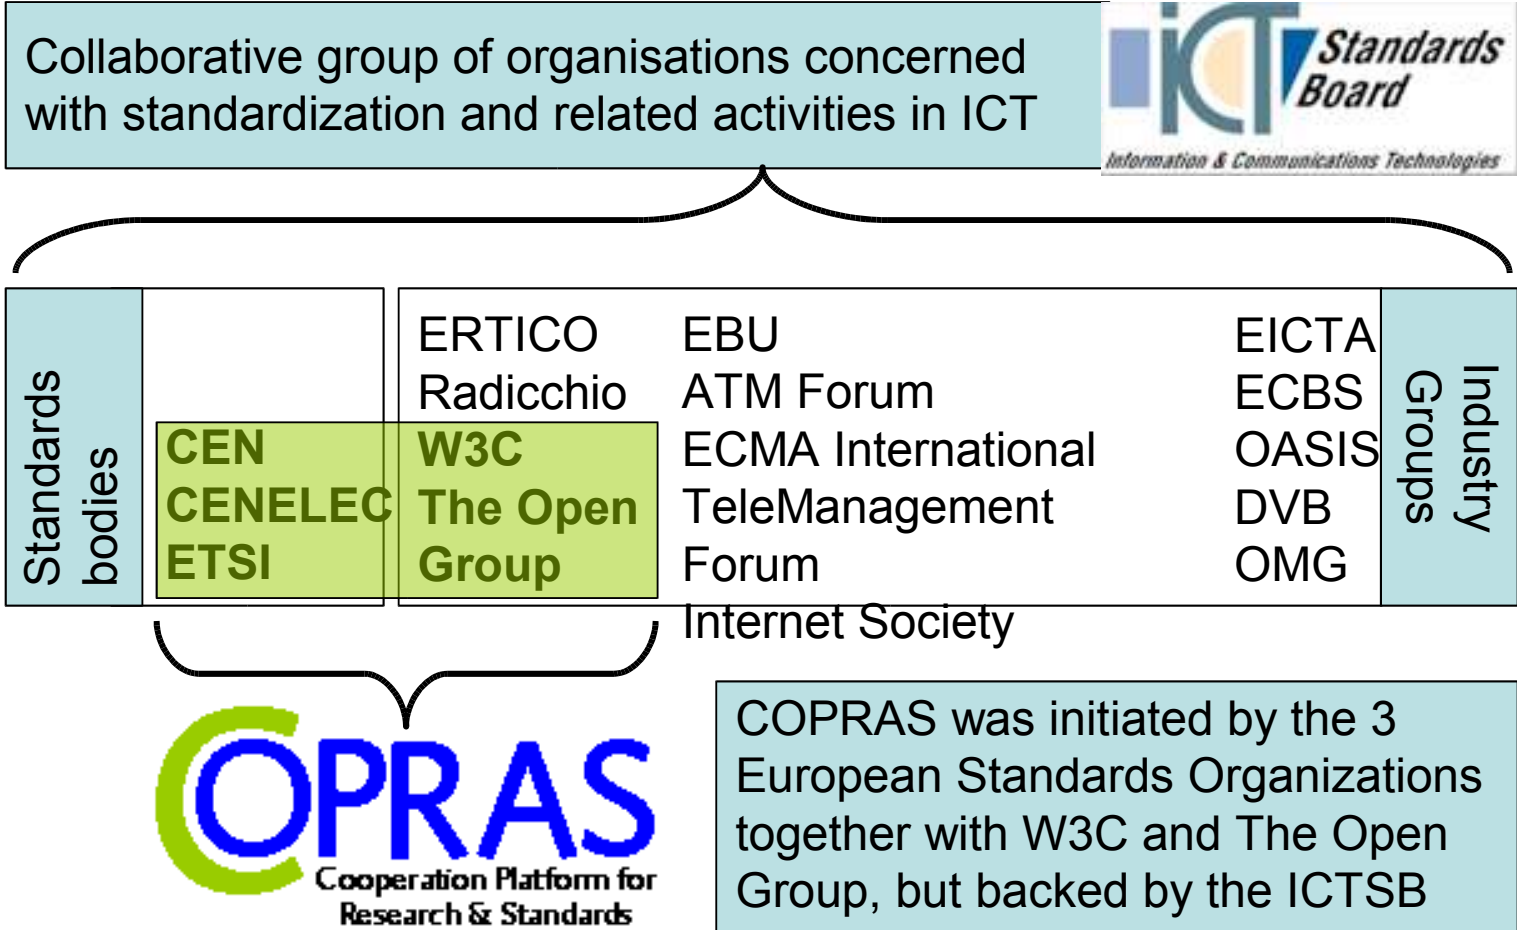 Collaborative group of organisations concerned
with standardization and related activities in ICT
iCT Standards
Board
Information & Communications Technologies
Standards
bodies
CEN
CENELEC
ETSI
ERTICO
Radicchio
W3C
The Open
Group
EBU
ATM Forum
ECMA International
TeleManagement
Forum
Internet Society
EICTA
ECBS
OASIS
DVB
OMG
Industry
Groups
COPRAS
Cooperation Platform for
Research & Standards
COPRAS was initiated by the 3
European Standards Organizations
together with W3C and The Open
Group, but backed by the ICTSB